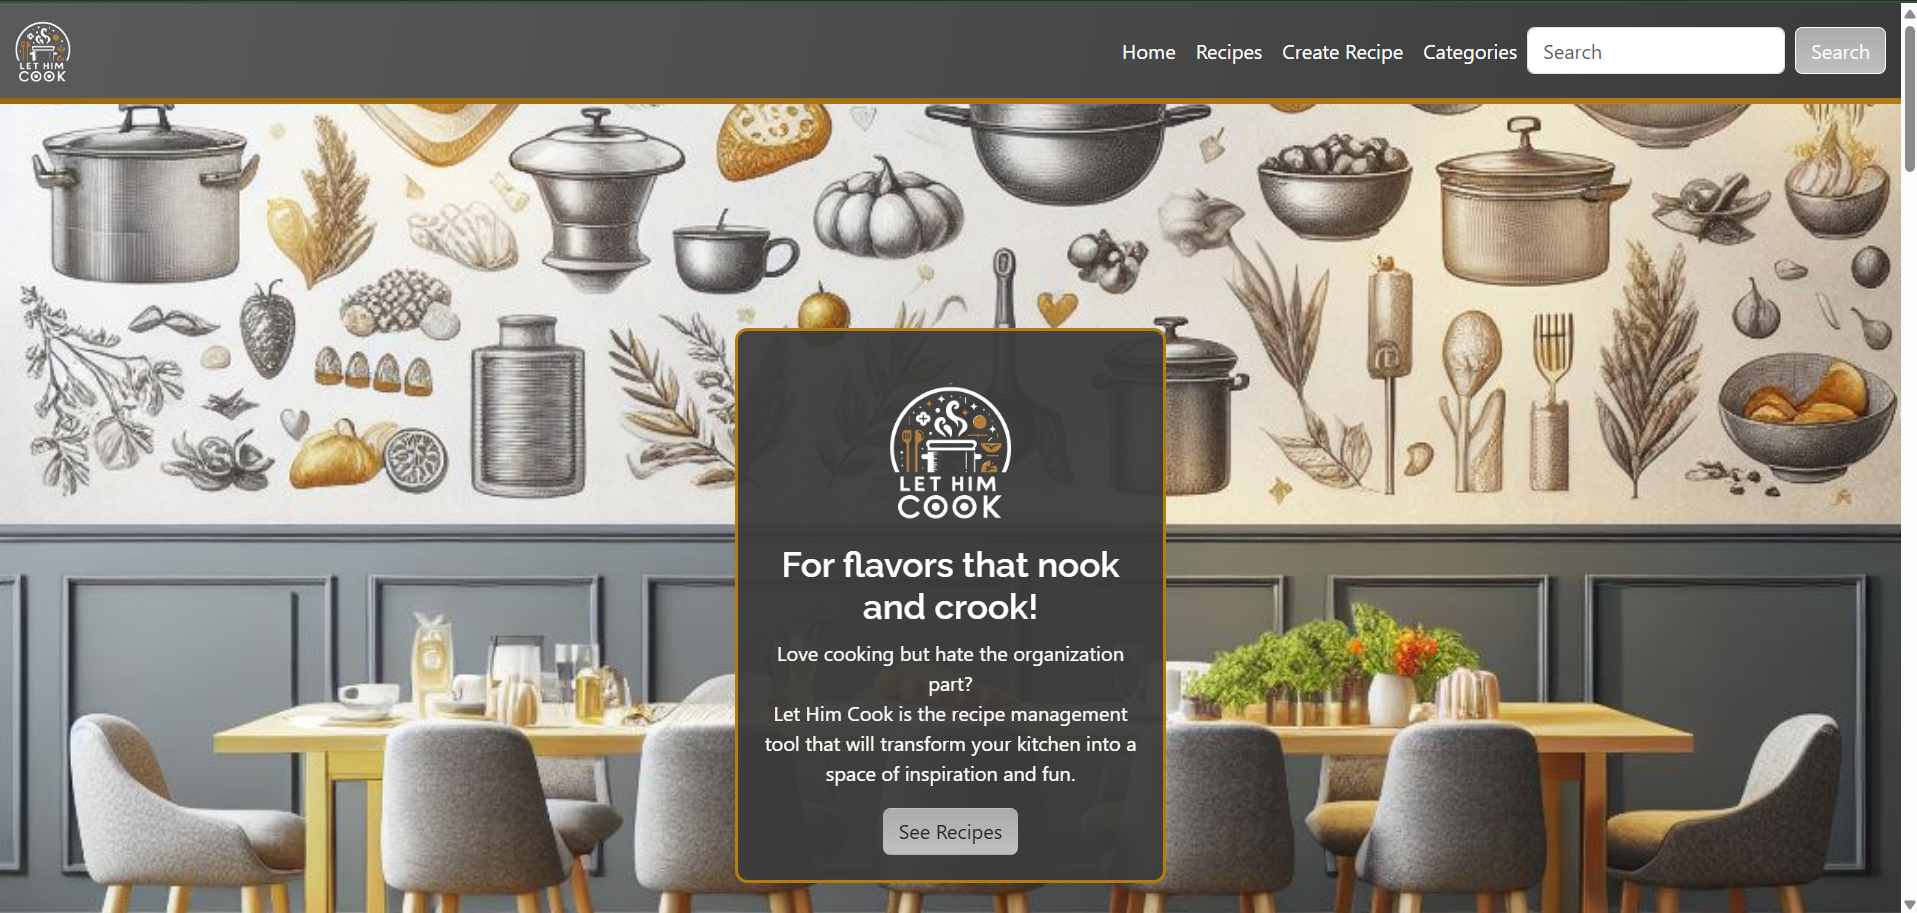 LET HIM
COOK
Home Recipes Create Recipe Categories Search Search
LET HIM
COOK
For flavors that nook
and crook!
Love cooking but hate the organization
part?
Let Him Cook is the recipe management
tool that will transform your kitchen into a
space of inspiration and fun.
See Recipes